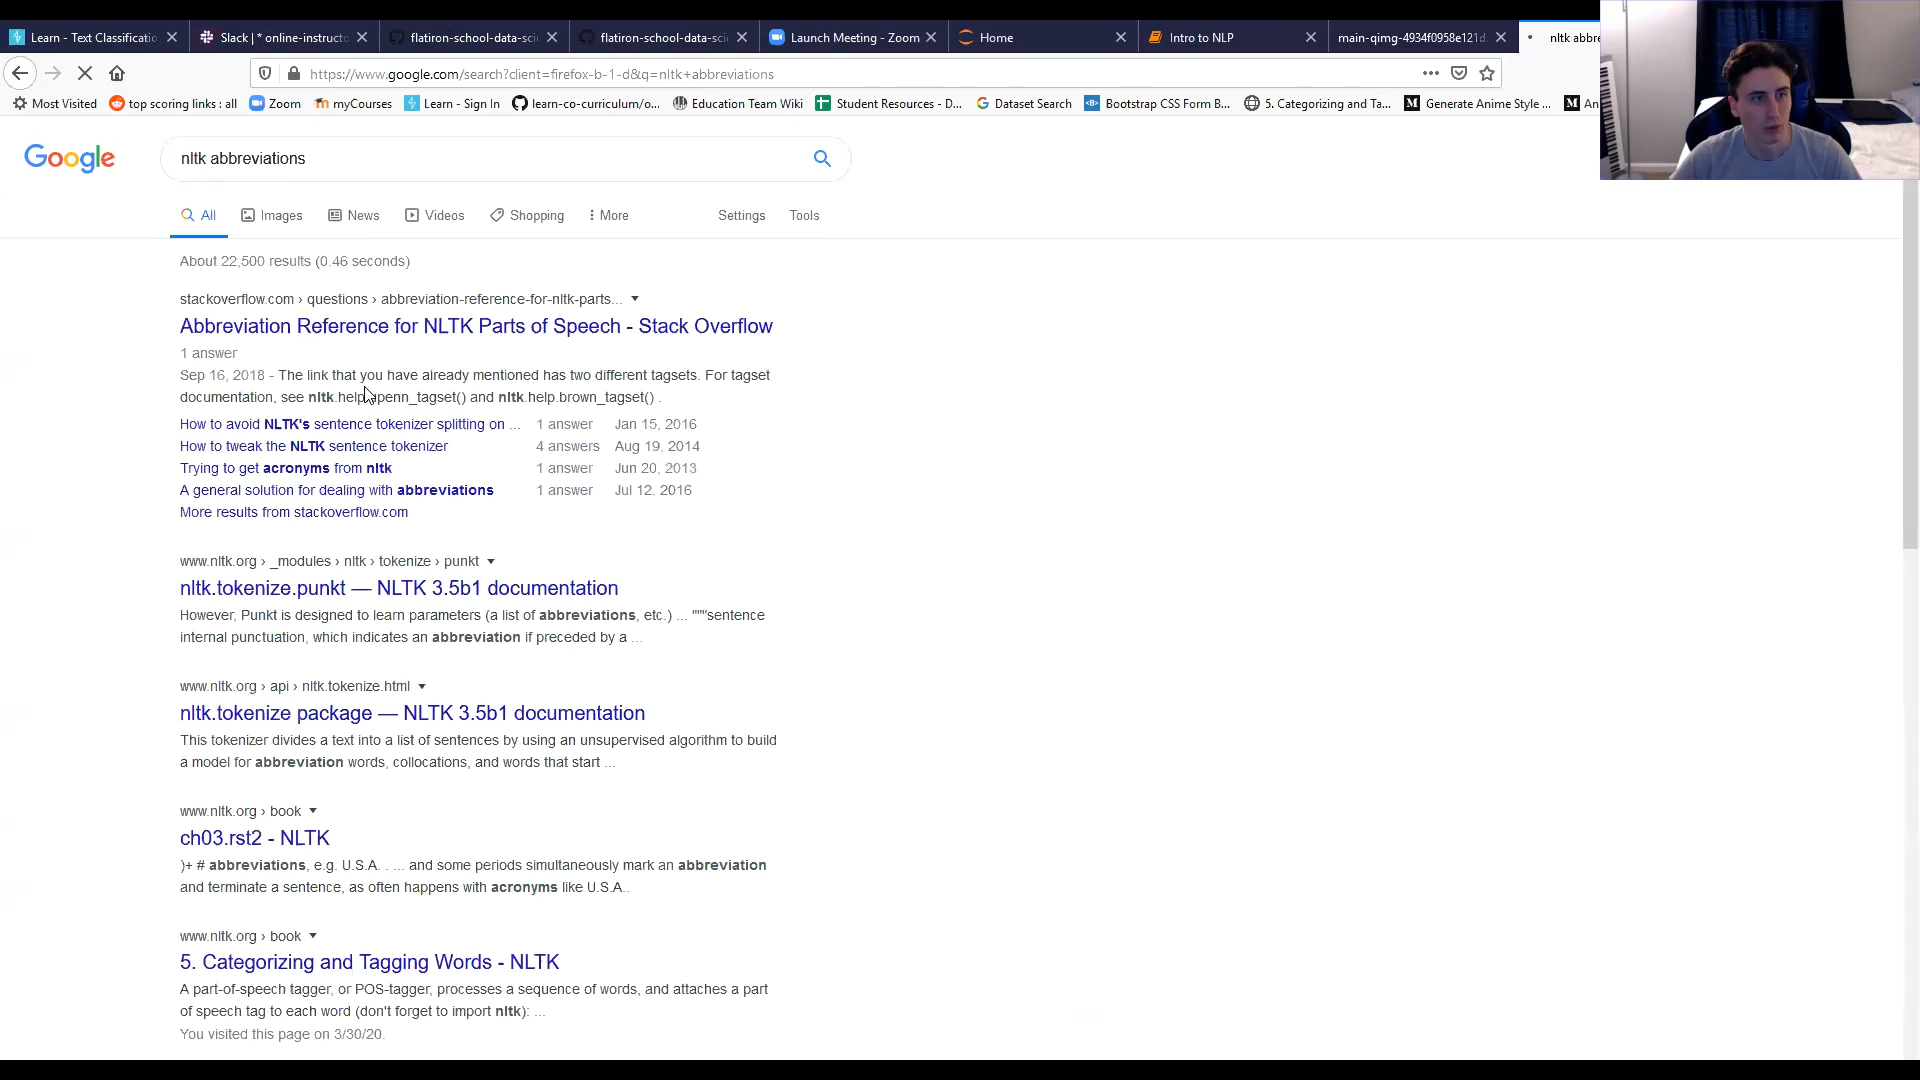 Learn - Text Classificatio
Slack | * online-instructo
flatiron-school-data-sci
flatiron-school-data-sci
Launch Meeting - Zoom
Home
Intro to NLP
main-qimg-4934f0958e121d
nltk abbre
https://www.google.com/search?client=firefox-b-1-d&q=nltk+abbreviations
Most Visited
top scoring links : all
Zoom
myCourses
Learn - Sign In
learn-co-curriculum/o...
Education Team Wiki
Student Resources - D...
Dataset Search
Bootstrap CSS Form B...
5. Categorizing and Ta...
Generate Anime Style ...
An
Google
nltk abbreviations
All
Images
News
Videos
Shopping
More
Settings
Tools
About 22,500 results (0.46 seconds)
stackoverflow.com › questions › abbreviation-reference-for-nltk-parts...
Abbreviation Reference for NLTK Parts of Speech - Stack Overflow
1 answer
Sep 16, 2018 - The link that you have already mentioned has two different tagsets. For tagset
documentation, see nltk.help.upenn_tagset() and nltk.help.brown_tagset() .
How to avoid NLTK's sentence tokenizer splitting on ... 1 answer Jan 15, 2016
How to tweak the NLTK sentence tokenizer 4 answers Aug 19, 2014
Trying to get acronyms from nltk 1 answer Jun 20, 2013
A general solution for dealing with abbreviations 1 answer Jul 12, 2016
More results from stackoverflow.com
www.nltk.org › _modules › nltk › tokenize › punkt
nltk.tokenize.punkt — NLTK 3.5b1 documentation
However, Punkt is designed to learn parameters (a list of abbreviations, etc.) ... """sentence
internal punctuation, which indicates an abbreviation if preceded by a ...
www.nltk.org › api › nltk.tokenize.html
nltk.tokenize package — NLTK 3.5b1 documentation
This tokenizer divides a text into a list of sentences by using an unsupervised algorithm to build
a model for abbreviation words, collocations, and words that start ...
www.nltk.org › book
ch03.rst2 - NLTK
)+ # abbreviations, e.g. U.S.A. . ... and some periods simultaneously mark an abbreviation
and terminate a sentence, as often happens with acronyms like U.S.A..
www.nltk.org › book
5. Categorizing and Tagging Words - NLTK
A part-of-speech tagger, or POS-tagger, processes a sequence of words, and attaches a part
of speech tag to each word (don't forget to import nltk): ...
You visited this page on 3/30/20.